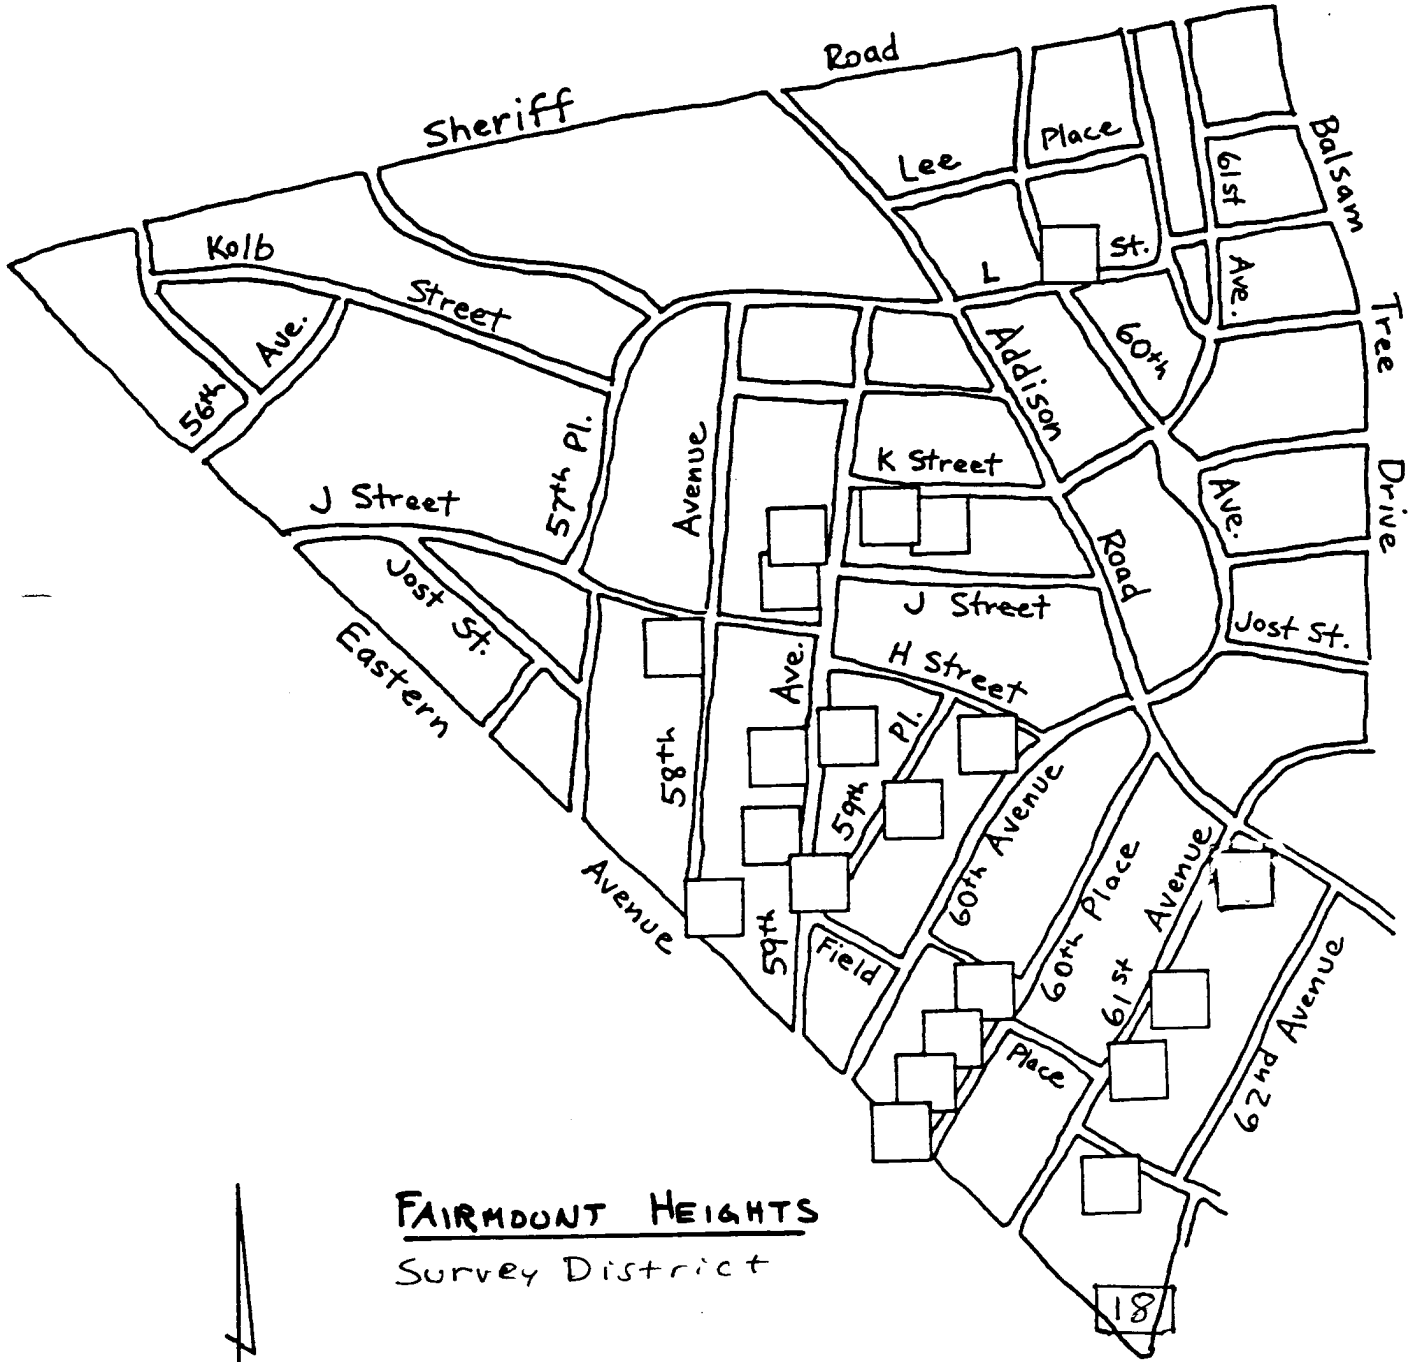 Road
Sheriff
Lee
Place
Balsam
61st
Kolb
L
St.
Ave.
Street
Ave.
Tree
Addison
60th
56th
57th Pl.
Avenue
K Street
Drive
J Street
Ave.
Road
Jost St.
J Street
Jost St.
Eastern
Ave.
H Street
58th
Pl.
59th
60th Avenue
Avenue
60th Place
61st Avenue
59th
Field
62nd Avenue
Place
FAIRMOUNT HEIGHTS
Survey District
18